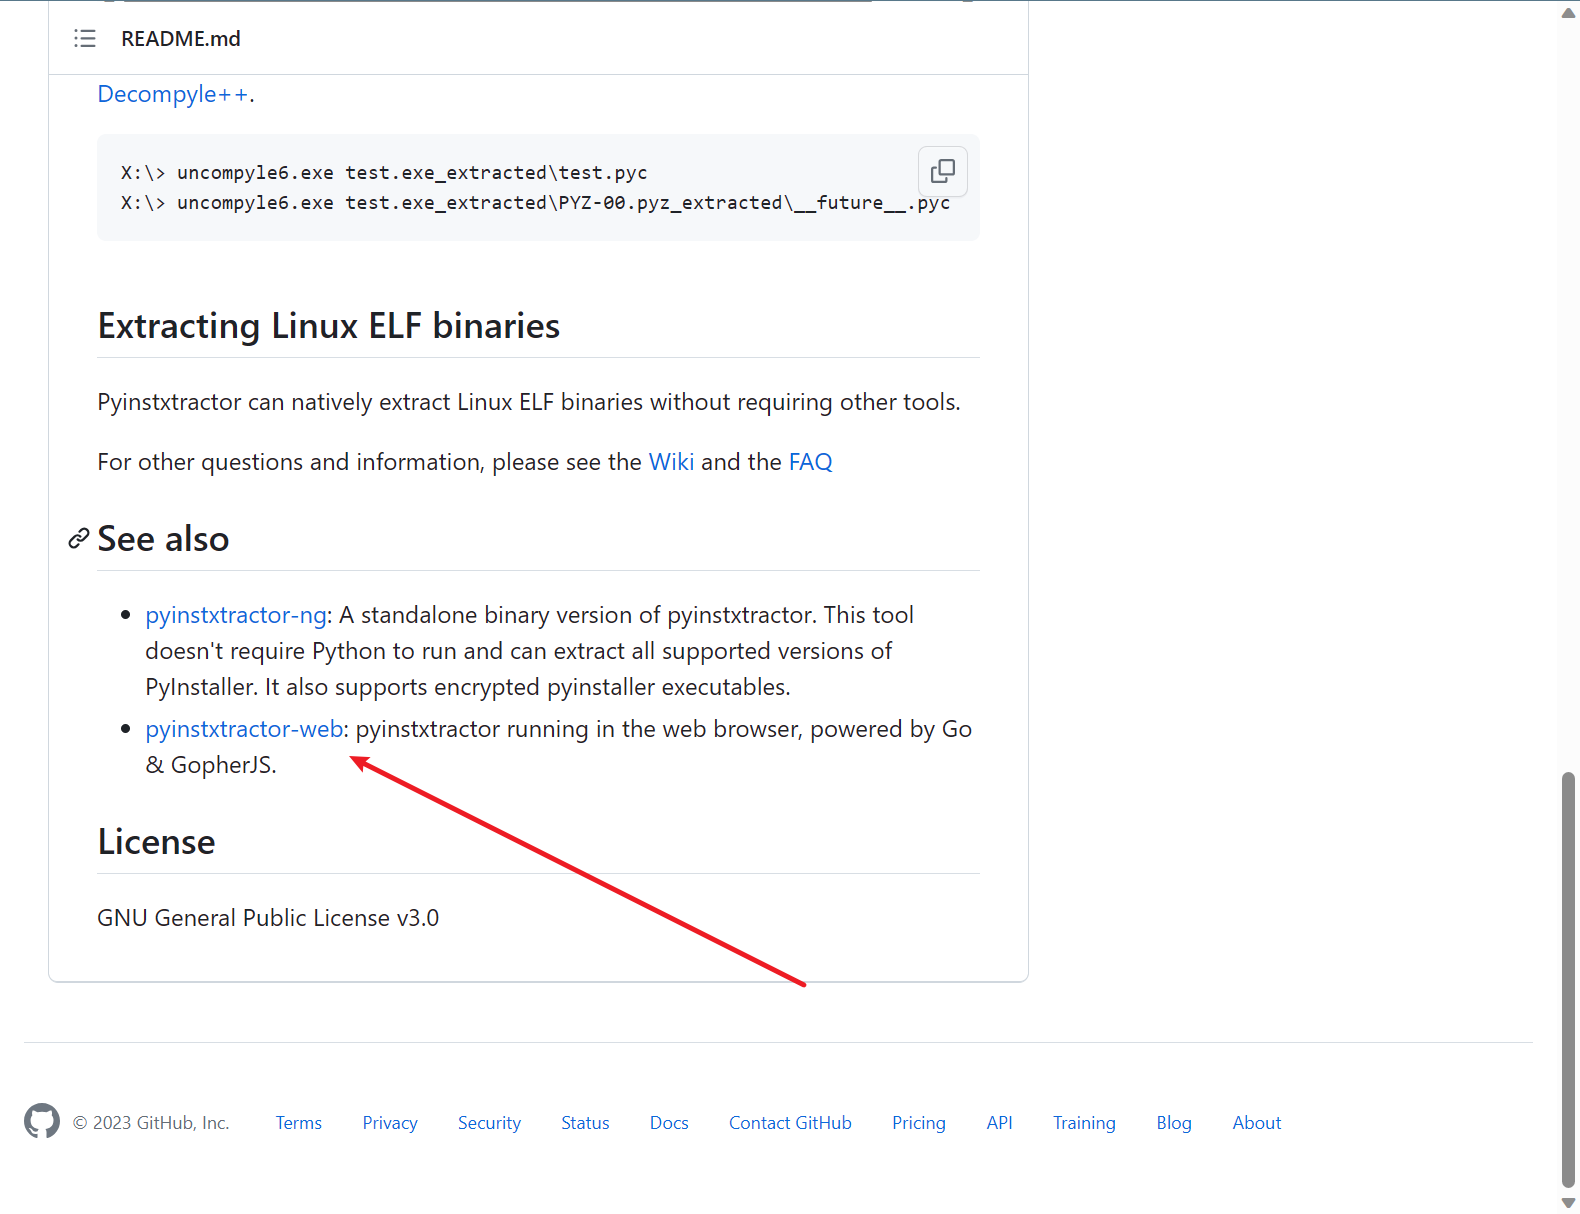 README.md
Decompyle++.
X:\> uncompyle6.exe test.exe_extracted\test.pyc
X:\> uncompyle6.exe test.exe_extracted\PYZ-00.pyz_extracted\__future__.pyc
Extracting Linux ELF binaries
Pyinstxtractor can natively extract Linux ELF binaries without requiring other tools.
For other questions and information, please see the Wiki and the FAQ
See also
pyinstxtractor-ng: A standalone binary version of pyinstxtractor. This tool
doesn't require Python to run and can extract all supported versions of
PyInstaller. It also supports encrypted pyinstaller executables.
pyinstxtractor-web: pyinstxtractor running in the web browser, powered by Go
& GopherJS.
License
GNU General Public License v3.0
© 2023 GitHub, Inc. Terms Privacy Security Status Docs Contact GitHub Pricing API Training Blog About